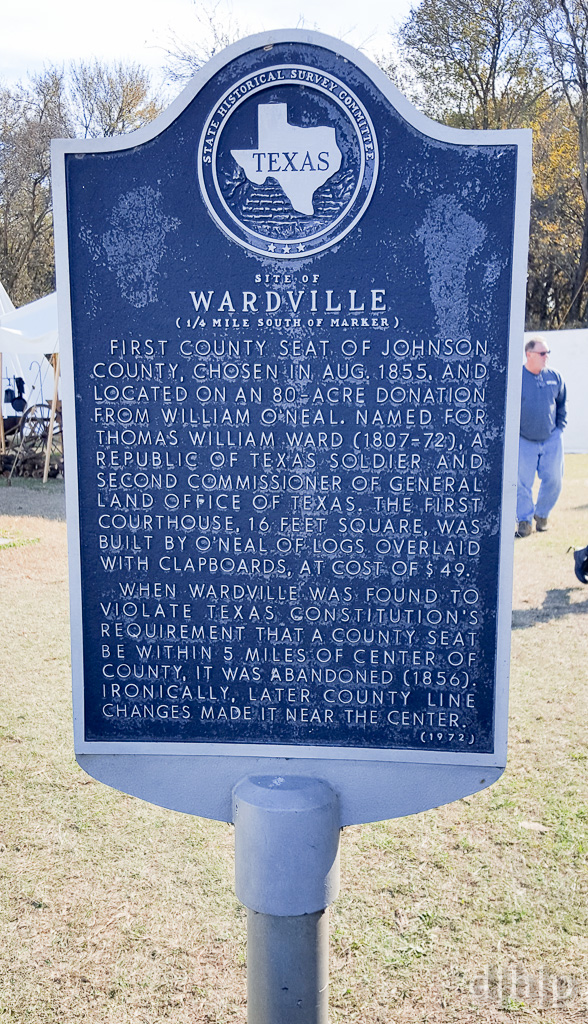 STATE HISTORICAL SURVEY COMMITTEE
TEXAS
SITE OF
WARDVILLE
(1/4 MILE SOUTH OF MARKER)
FIRST COUNTY SEAT OF JOHNSON
COUNTY, CHOSEN IN AUG. 1855, AND
LOCATED ON AN 80-ACRE DONATION
FROM WILLIAM O'NEAL. NAMED FOR
THOMAS WILLIAM WARD (1807-72), A
REPUBLIC OF TEXAS SOLDIER AND
SECOND COMMISSIONER OF GENERAL
LAND OFFICE OF TEXAS. THE FIRST
COURTHOUSE, 16 FEET SQUARE, WAS
BUILT BY O'NEAL OF LOGS OVERLAID
WITH CLAPBOARDS, AT COST OF $49.
WHEN WARDVILLE WAS FOUND TO
VIOLATE TEXAS CONSTITUTION'S
REQUIREMENT THAT A COUNTY SEAT
BE WITHIN 5 MILES OF CENTER OF
COUNTY, IT WAS ABANDONED (1856).
IRONICALLY, LATER COUNTY LINE
CHANGES MADE IT NEAR THE CENTER.
(1972)